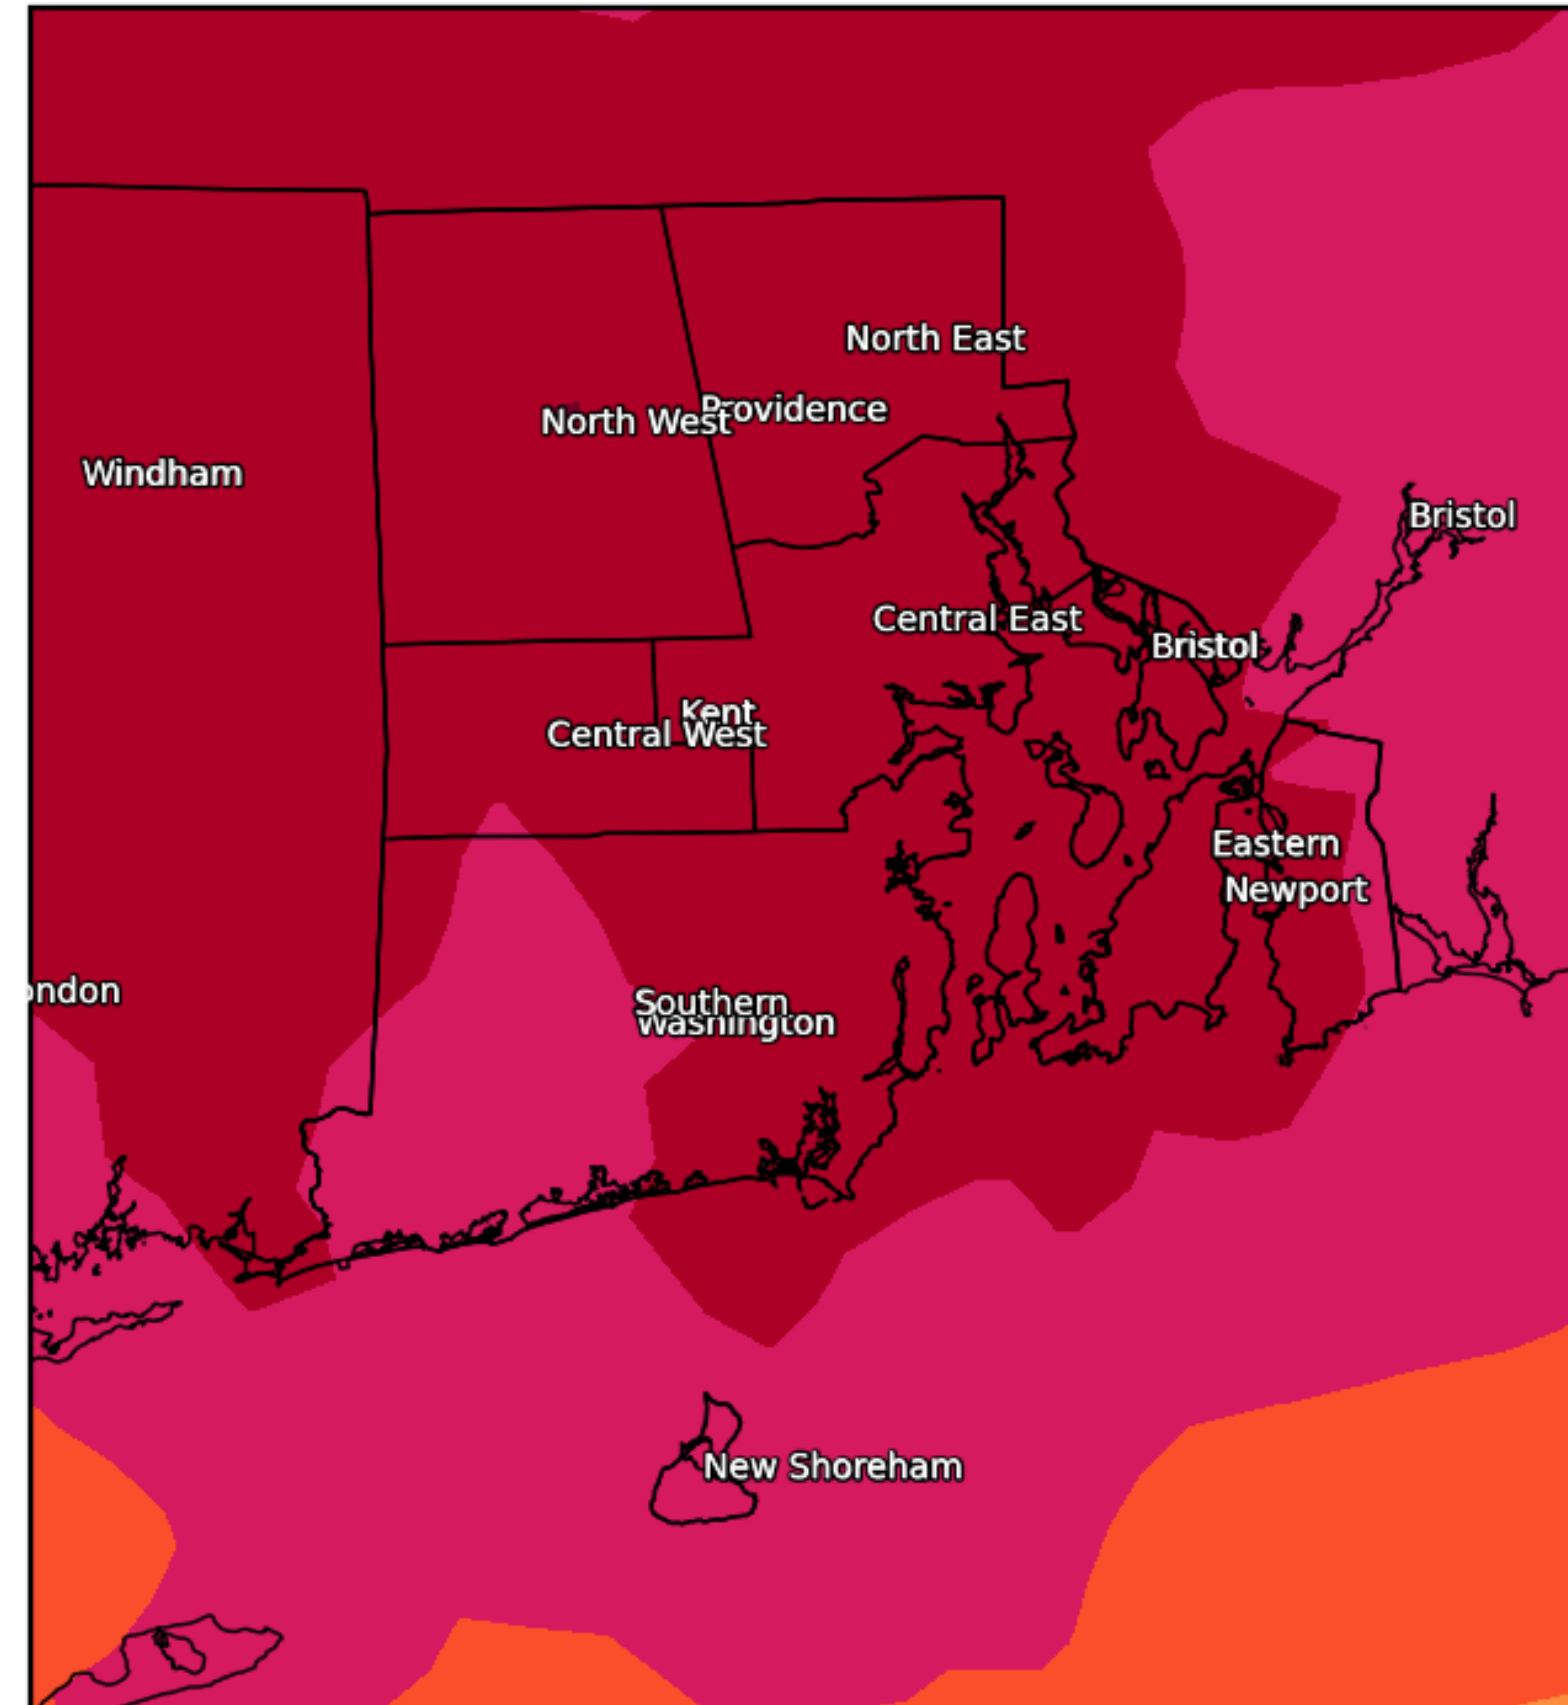 North East
Providence
North West
Windham
Bristol
Central East
Bristol
Kent
Central West
Eastern
Newport
ondon
Southern
Washington
New Shoreham